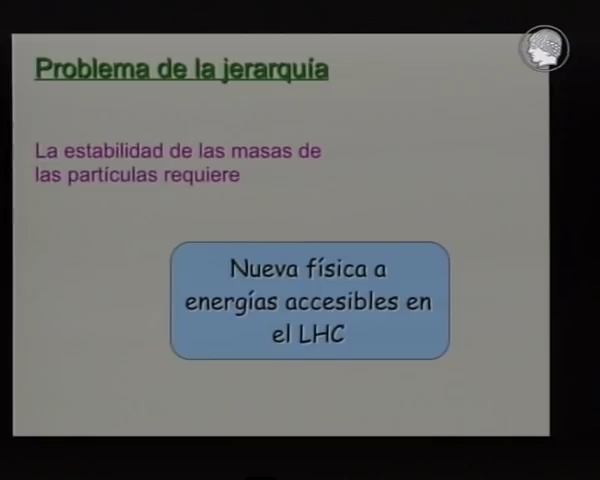 Problema de la jerarquía
La estabilidad de las masas de
las partículas requiere
Nueva física a
energías accesibles en
el LHC